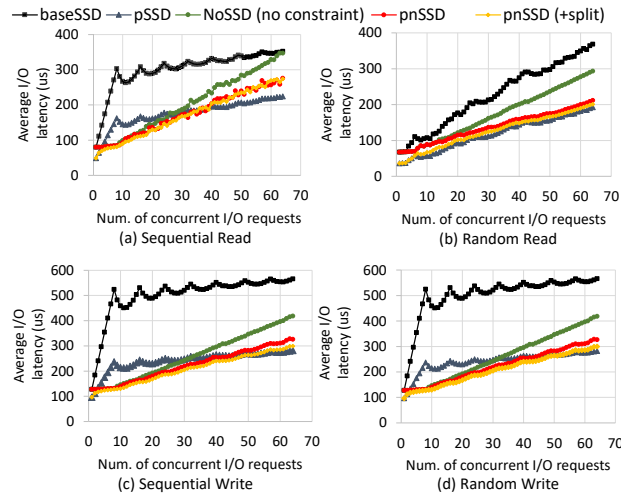 baseSSD pSSD NoSSD (no constraint) pnSSD pnSSD (+split)
Average I/O
latency (us)
400
300
200
100
0
0 10 20 30 40 50 60 70
Num. of concurrent I/O requests
(a) Sequential Read
Average I/O
latency (us)
400
300
200
100
0
0 10 20 30 40 50 60 70
Num. of concurrent I/O requests
(b) Random Read
Average I/O
latency (us)
600
500
400
300
200
100
0
0 10 20 30 40 50 60 70
Num. of concurrent I/O requests
(c) Sequential Write
Average I/O
latency (us)
600
500
400
300
200
100
0
0 10 20 30 40 50 60 70
Num. of concurrent I/O requests
(d) Random Write